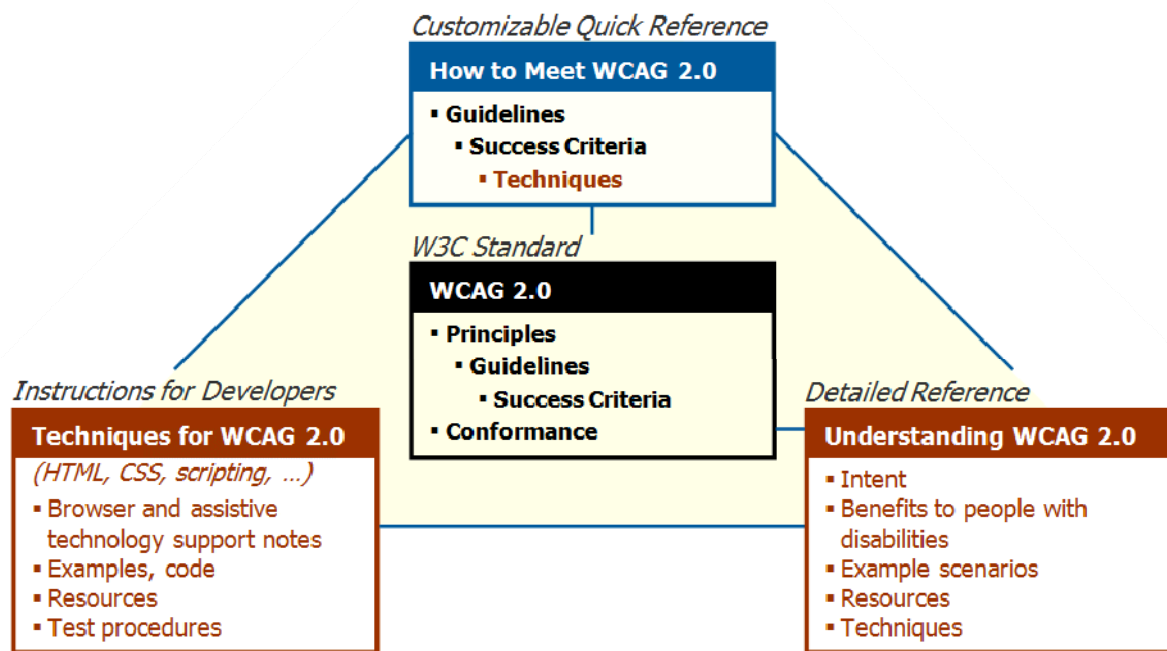 Customizable Quick Reference
How to Meet WCAG 2.0
▪ Guidelines
▪ Success Criteria
▪ Techniques
W3C Standard
WCAG 2.0
▪ Principles
▪ Guidelines
▪ Success Criteria
▪ Conformance
Instructions for Developers
Techniques for WCAG 2.0
(HTML, CSS, scripting, ...)
▪ Browser and assistive
technology support notes
▪ Examples, code
▪ Resources
▪ Test procedures
Detailed Reference
Understanding WCAG 2.0
▪ Intent
▪ Benefits to people with
disabilities
▪ Example scenarios
▪ Resources
▪ Techniques